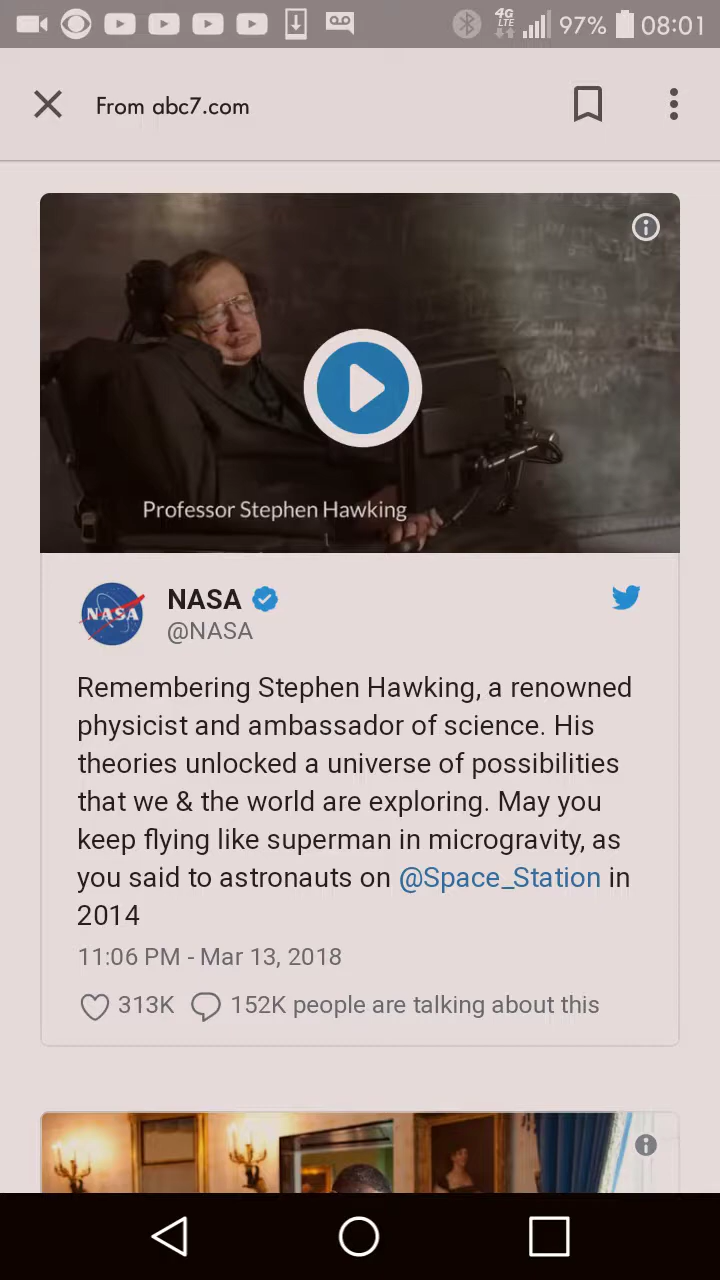 4G
LTE
97%
08:01
From abc7.com
Professor Stephen Hawking
NASA
NASA
@NASA
Remembering Stephen Hawking, a renowned
physicist and ambassador of science. His
theories unlocked a universe of possibilities
that we & the world are exploring. May you
keep flying like superman in microgravity, as
you said to astronauts on @Space_Station in
2014
11:06 PM - Mar 13, 2018
313K 152K people are talking about this